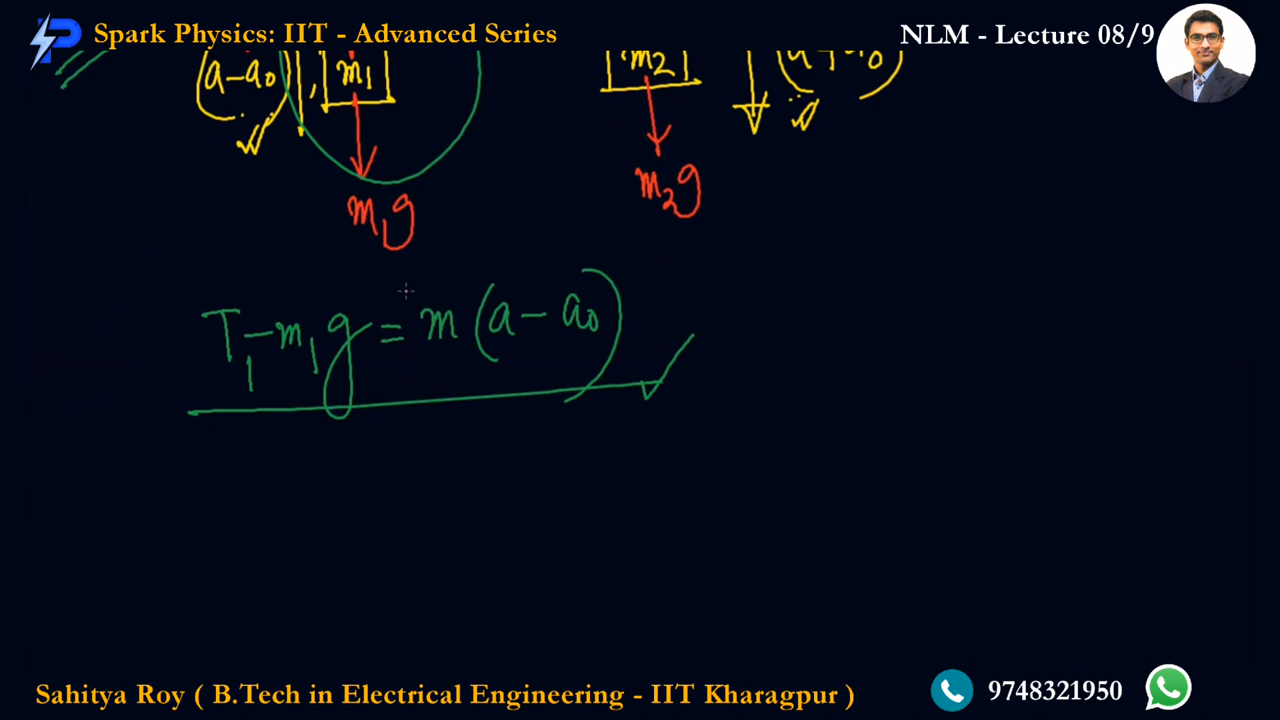 Spark Physics: IIT - Advanced Series
NLM - Lecture 08/9
(a-a₀) , m₁
m₂
m₁g
m₂g
T₁-m₁g = m(a-a₀)
Sahitya Roy ( B.Tech in Electrical Engineering - IIT Kharagpur )
9748321950